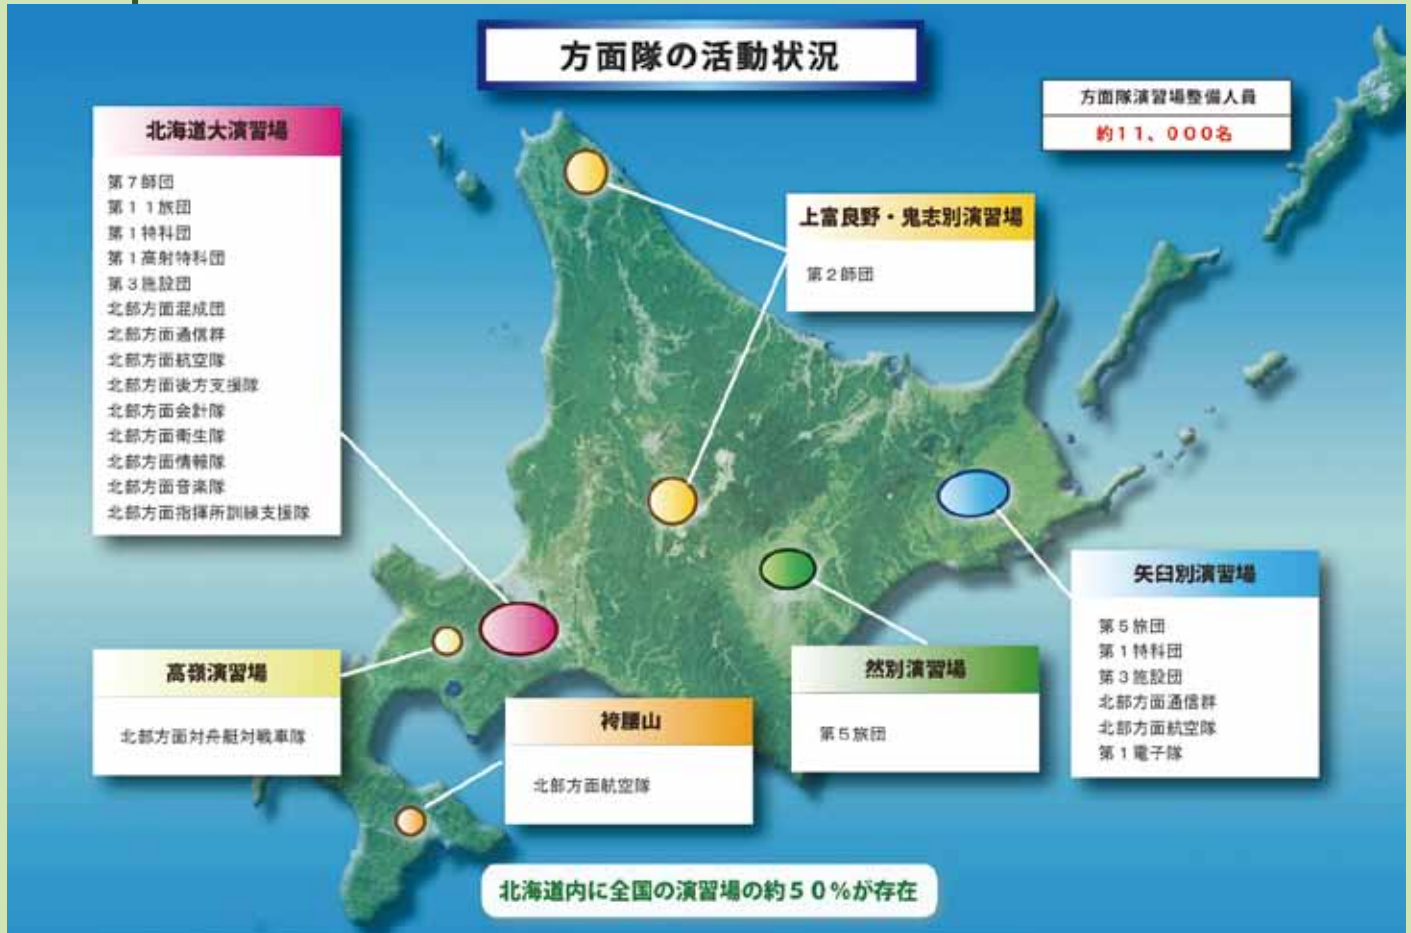 方面隊の活動状況
方面隊演習場整備人員
約11、000名
北海道大演習場
第7師団
第11旅団
第1特科団
第1高射特科団
第3施設団
北部方面混成団
北部方面通信群
北部方面航空隊
北部方面後方支援隊
北部方面会計隊
北部方面衛生隊
北部方面情報隊
北部方面音楽隊
北部方面指揮所訓練支援隊
上富良野・鬼志別演習場
第2師団
矢臼別演習場
第5旅団
第1特科団
第3施設団
北部方面通信群
北部方面航空隊
第1電子隊
高嶺演習場
北部方面対舟艇対戦車隊
袴腰山
北部方面航空隊
然別演習場
第5旅団
北海道内に全国の演習場の約50%が存在